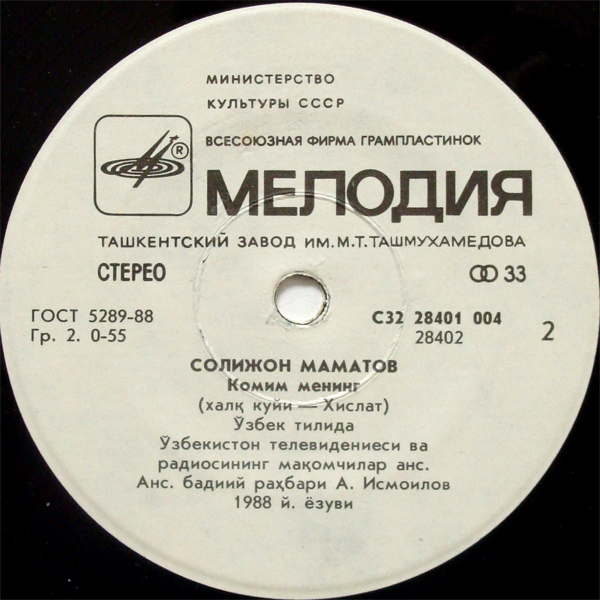 МИНИСТЕРСТВО
КУЛЬТУРЫ СССР
ВСЕСОЮЗНАЯ ФИРМА ГРАМПЛАСТИНОК
®
МЕЛОДИЯ
ТАШКЕНТСКИЙ ЗАВОД ИМ.М.Т.ТАШМУХАМЕДОВА
СТЕРЕО 33
ГОСТ 5289-88 С32 28401 004
Гр. 2. 0-55 28402 2
СОЛИЖОН МАМАТОВ
Комим менинг
(халқ куйи — Хислат)
Ўзбек тилида
Ўзбекистон телевидениеси ва
радиосининг мақомчилар анс.
Анс. бадиий раҳбари А. Исмоилов
1988 й. ёзуви